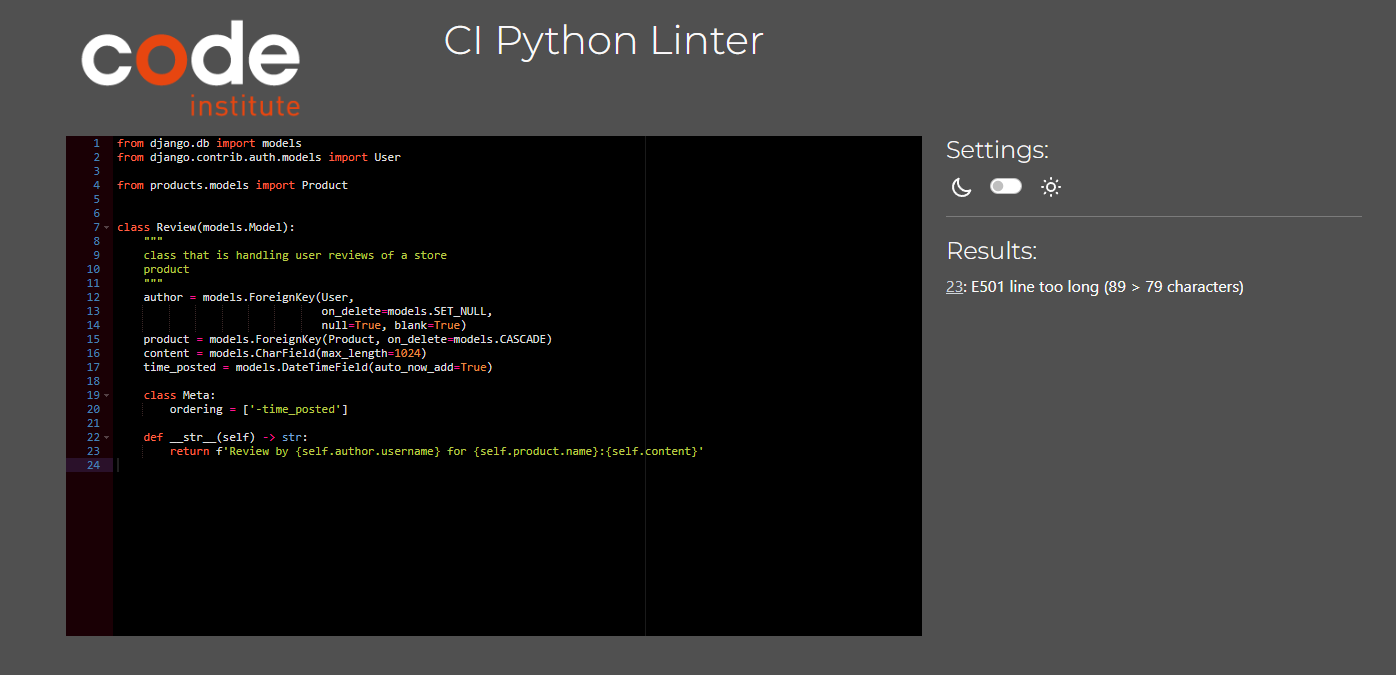 code
institute
CI Python Linter
1 from django.db import models
2 from django.contrib.auth.models import User
3
4 from products.models import Product
5
6
7 class Review(models.Model):
8     """
9     class that is handling user reviews of a store
10     product
11     """
12     author = models.ForeignKey(User,
13                                on_delete=models.SET_NULL,
14                                null=True, blank=True)
15     product = models.ForeignKey(Product, on_delete=models.CASCADE)
16     content = models.CharField(max_length=1024)
17     time_posted = models.DateTimeField(auto_now_add=True)
18
19     class Meta:
20         ordering = ['-time_posted']
21
22     def __str__(self) -> str:
23         return f'Review by {self.author.username} for {self.product.name}:{self.content}'
24
Settings:
Results:
23: E501 line too long (89 > 79 characters)